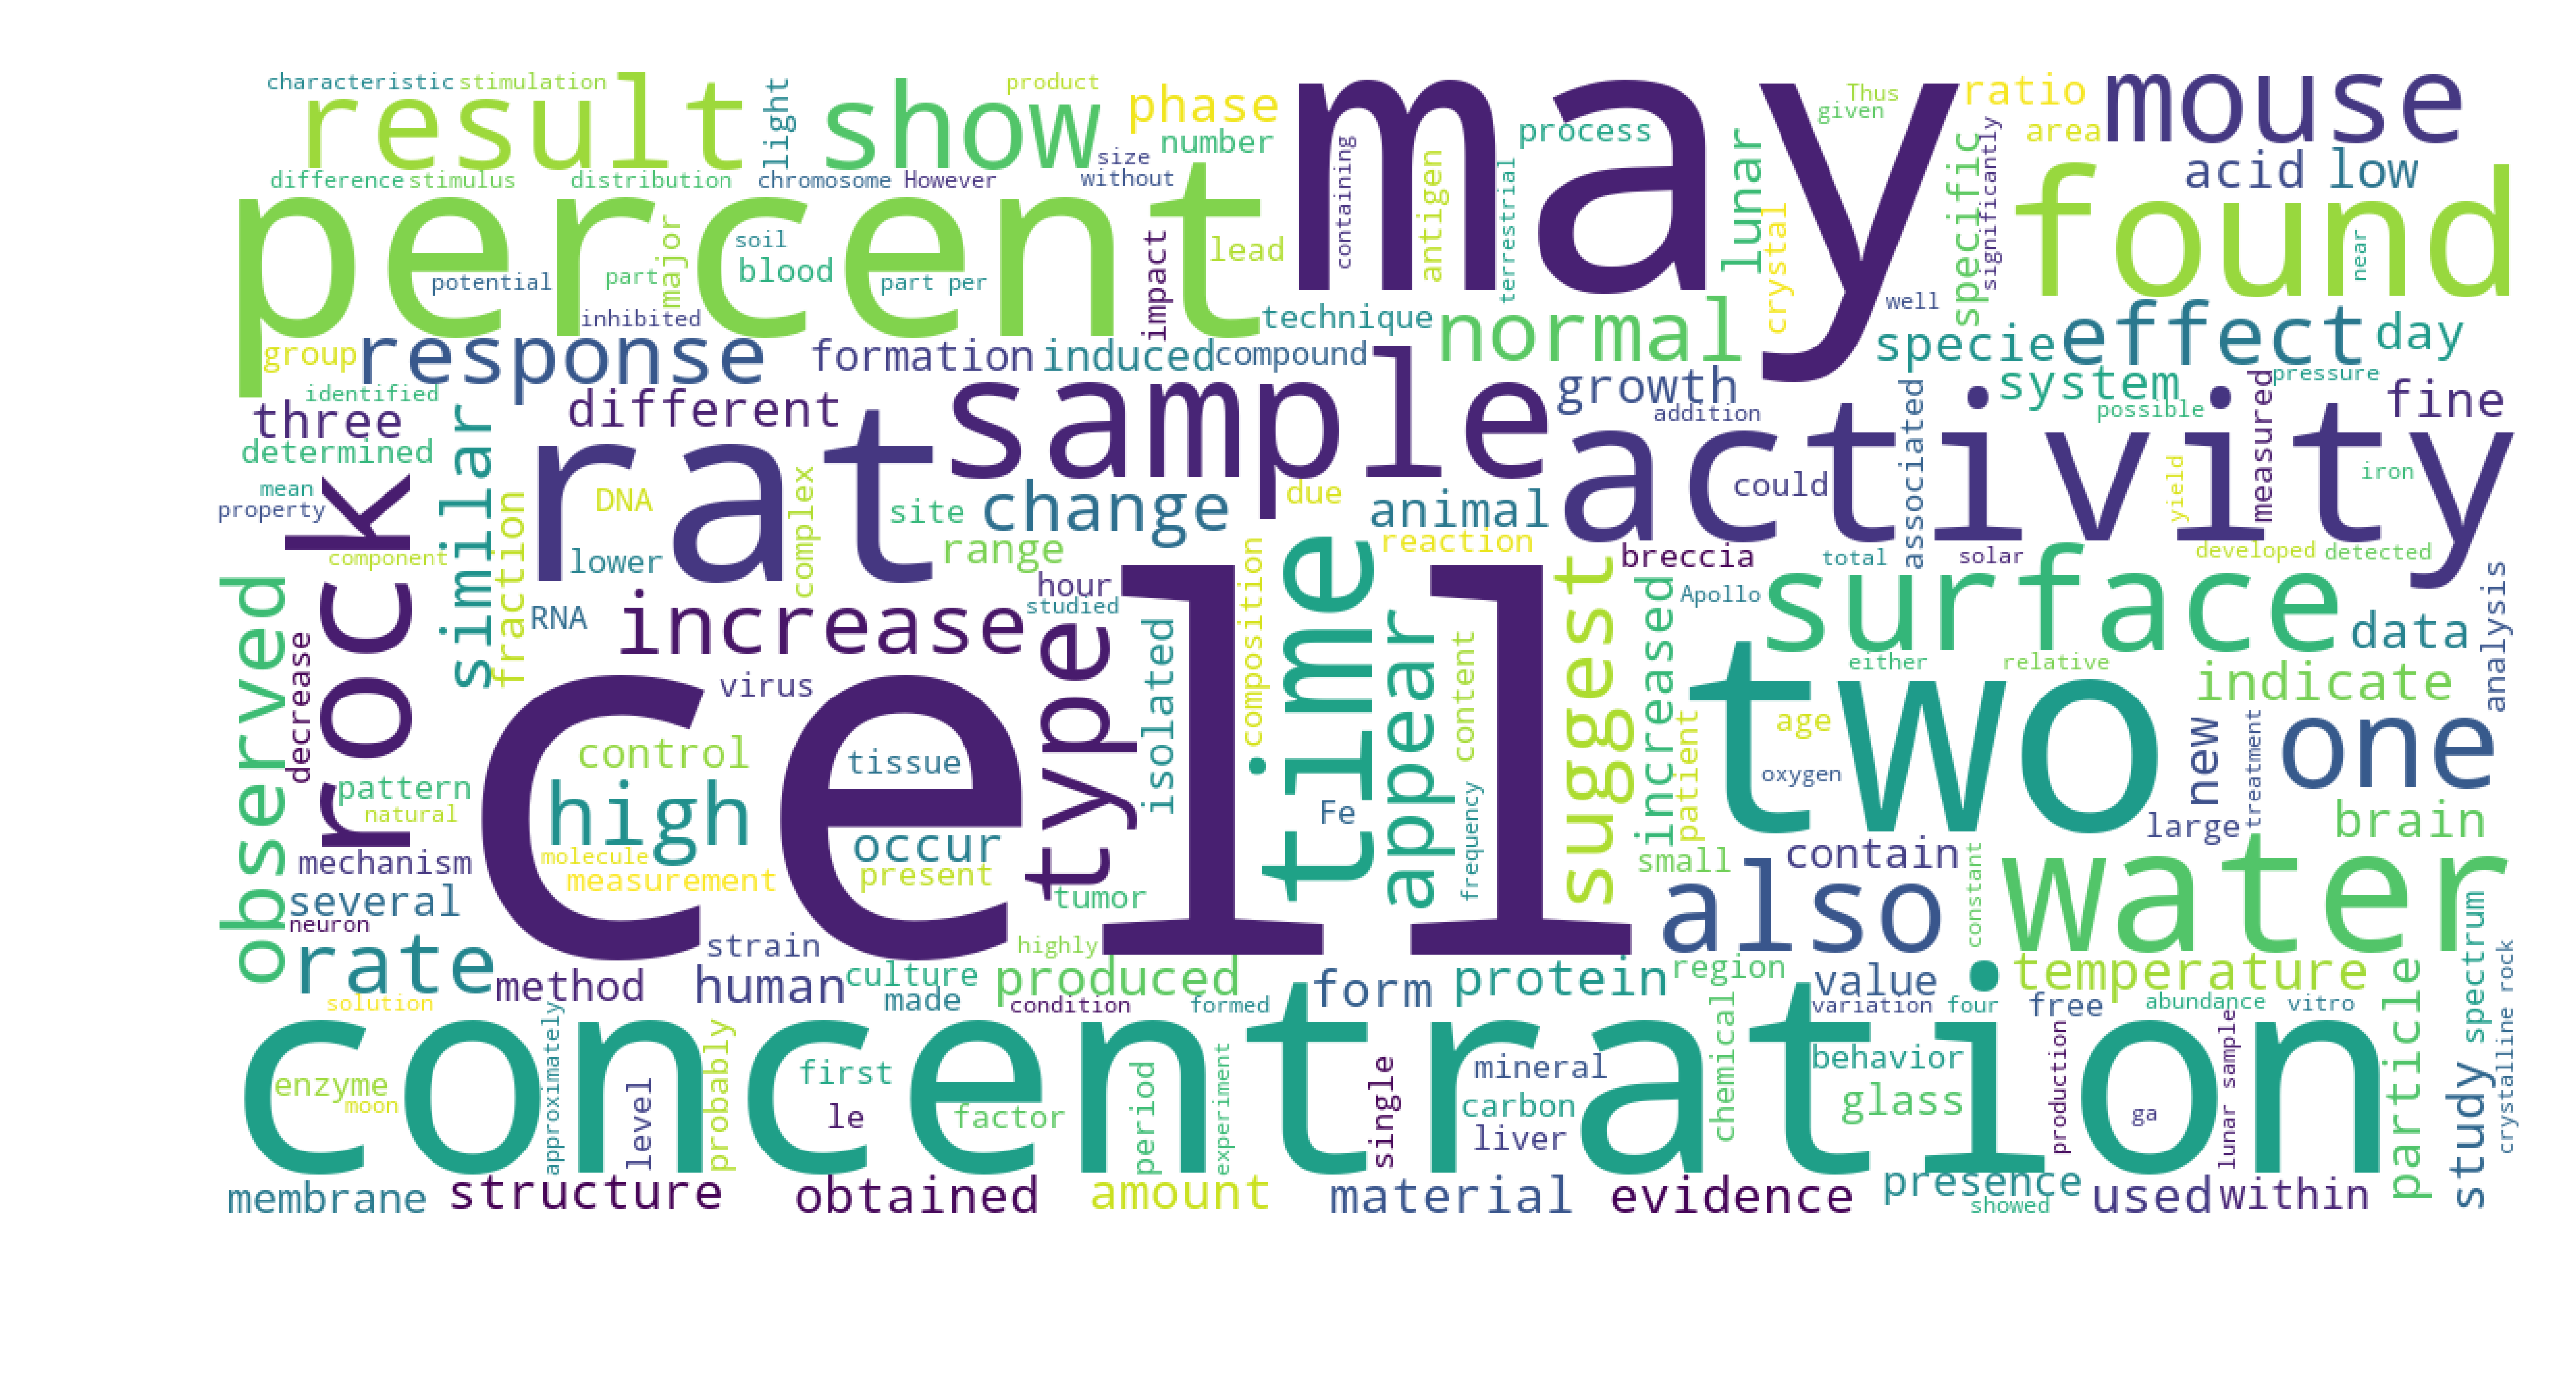 characteristic
stimulation
result
light
show
product
phase
number
may
process
lunar
Thus
given
ratio
area
mouse
difference
stimulus
distribution
chromosome
However
size
without
containing
antigen
terrestrial
crystal
specific
significantly
acid
low
percent
major
soil
blood
potential
part
part per
inhibited
impact
lead
technique
normal
well
found
near
group
response
formation
induced
compound
specie
effect
day
identified
three
different
sample
growth
addition
associated
system
pressure
possible
measured
fine
determined
similar
rat
activity
mean
property
rock
fraction
DNA
complex
site
change
due
animal
could
yield
iron
component
lower
range
reaction
breccia
total
solar
developed
detected
observed
decrease
RNA
increase
hour
studied
type
isolated
composition
time
appear
content
suggest
increased
Apollo
surface
data
analysis
virus
either
relative
indicate
cell
control
tissue
patient
age
two
oxygen
new
treatment
one
pattern
natural
high
Fe
frequency
large
brain
mechanism
molecule
measurement
occur
present
small
contain
constant
several
neuron
tumor
also
water
spectrum
rate
strain
highly
method
human
culture
made
produced
condition
formed
form
protein
region
value
variation
four
temperature
free
abundance
vitro
particle
study
crystalline rock
solution
approximately
concentration
probably
enzyme
moon
level
first
le
factor
period
experiment
single
mineral
carbon
liver
chemical
behavior
glass
production
ga
lunar sample
membrane
structure
obtained
amount
material
evidence
presence
showed
used
within